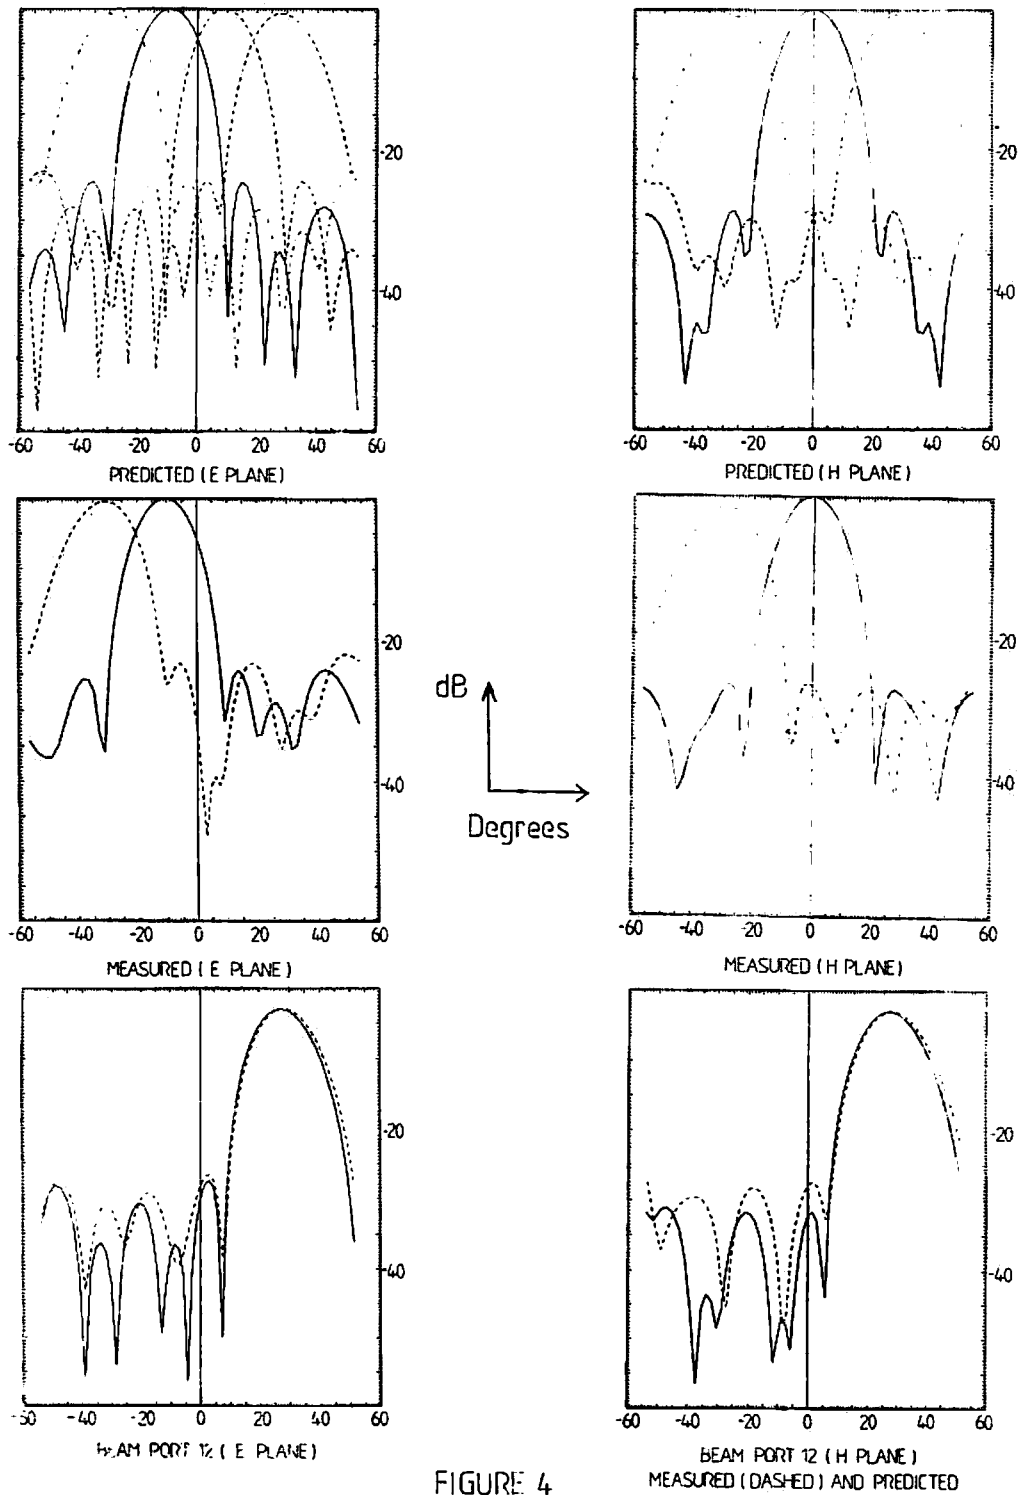 -20
-40
-60 -40 -20 0 20 40 60
PREDICTED (E PLANE)
-20
-40
-60 -40 -20 0 20 40 60
PREDICTED (H PLANE)
-20
-40
-60 -40 -20 0 20 40 60
MEASURED (E PLANE)
dB
Degrees
-20
-40
-60 -40 -20 0 20 40 60
MEASURED (H PLANE)
-20
-40
-40 -20 0 20 40 60
BEAM PORT 12 (E PLANE)
-20
-40
-60 -40 -20 0 20 40 60
BEAM PORT 12 (H PLANE)
MEASURED (DASHED) AND PREDICTED
FIGURE 4